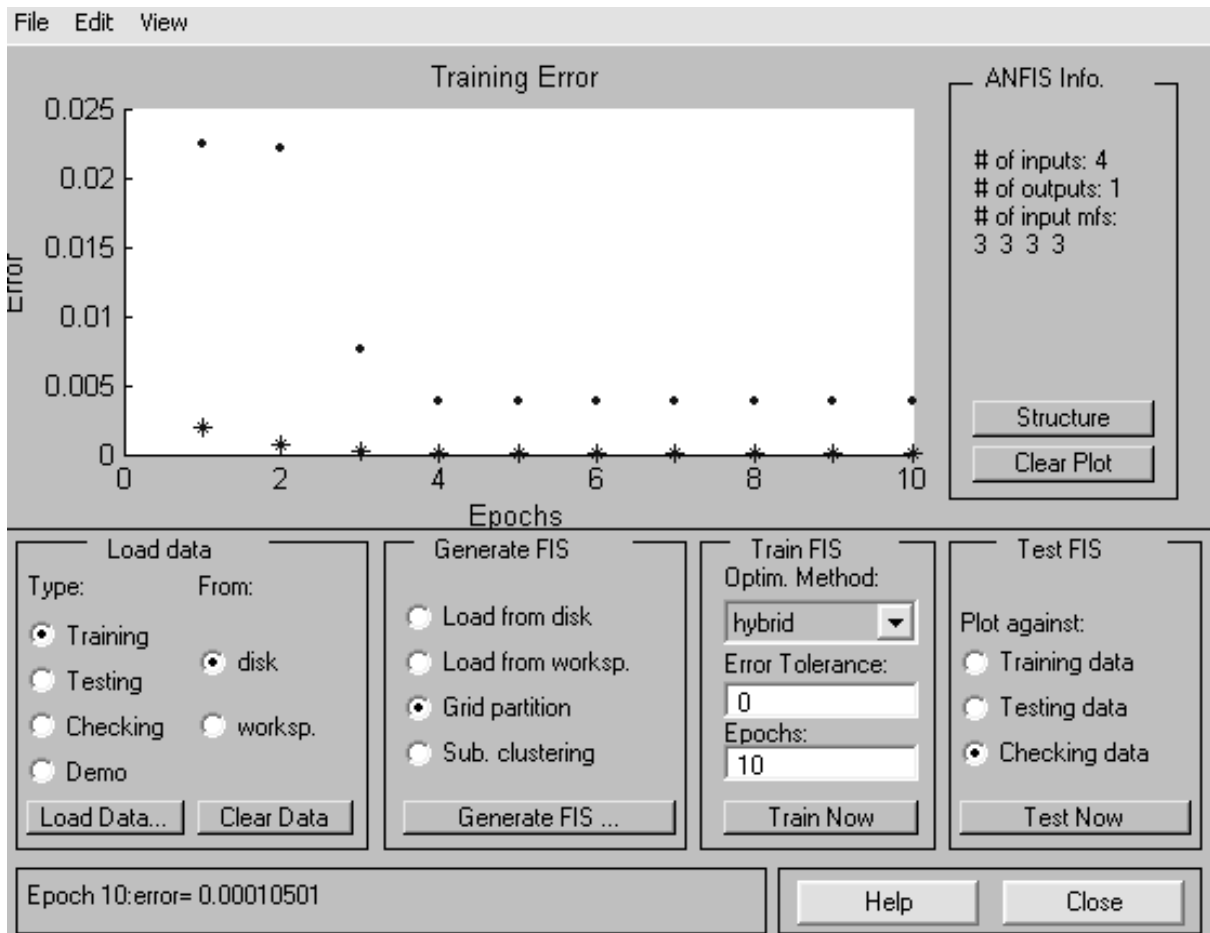 File Edit View
Training Error
0.025
0.02
0.015
0.01
0.005
0
Error
0 2 4 6 8 10
Epochs
ANFIS Info.
# of inputs: 4
# of outputs: 1
# of input mfs:
3 3 3 3
Structure
Clear Plot
Load data
Type: From:
Training
disk
Testing
Checking
worksp.
Demo
Load Data... Clear Data
Generate FIS
Load from disk
Load from worksp.
Grid partition
Sub. clustering
Generate FIS ...
Train FIS
Optim. Method:
hybrid
Error Tolerance:
0
Epochs:
10
Train Now
Test FIS
Plot against:
Training data
Testing data
Checking data
Test Now
Epoch 10:error= 0.00010501
Help Close